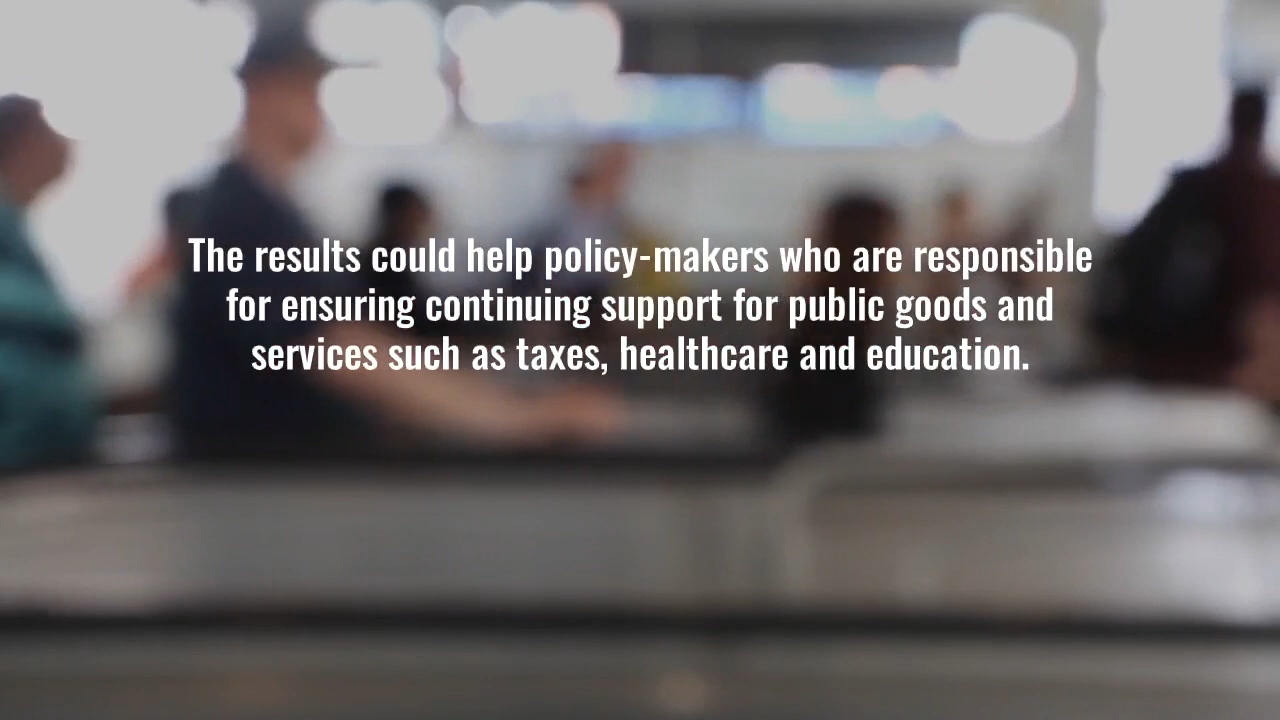 The results could help policy-makers who are responsible
for ensuring continuing support for public goods and
services such as taxes, healthcare and education.